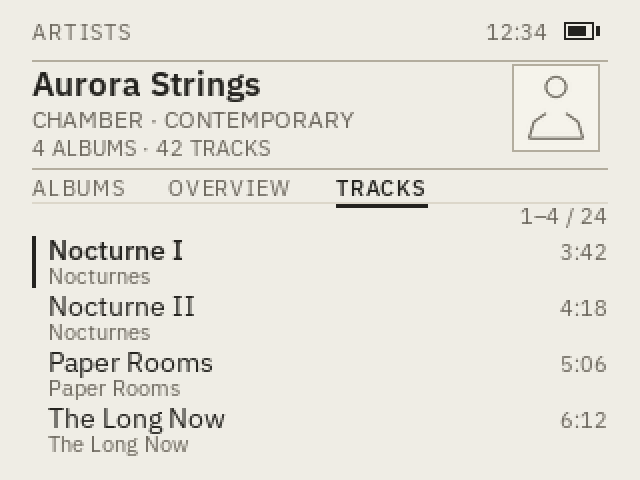 ARTISTS 12:34
Aurora Strings
CHAMBER · CONTEMPORARY
4 ALBUMS · 42 TRACKS
ALBUMS OVERVIEW TRACKS
1–4 / 24
Nocturne I 3:42
Nocturnes
Nocturne II 4:18
Nocturnes
Paper Rooms 5:06
Paper Rooms
The Long Now 6:12
The Long Now